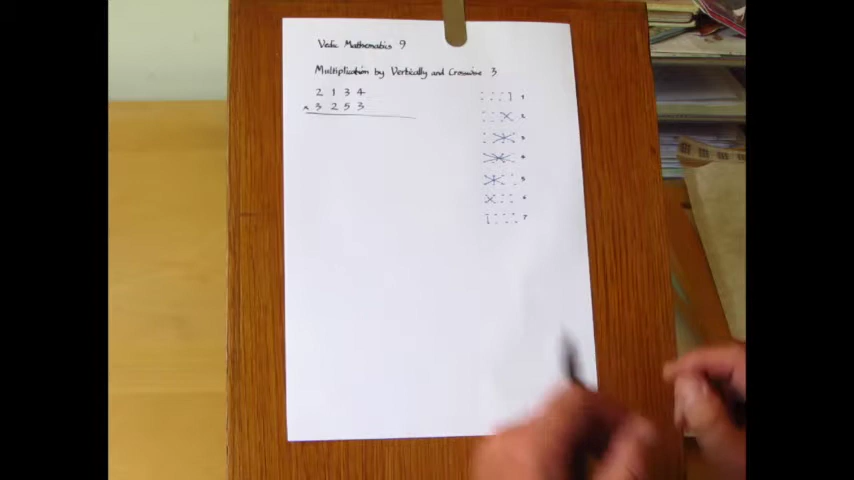 Vedic Mathematics 9
Multiplication by Vertically and Crosswise 3
2 1 3 4
× 3 2 5 3
1
2
3
4
5
6
7